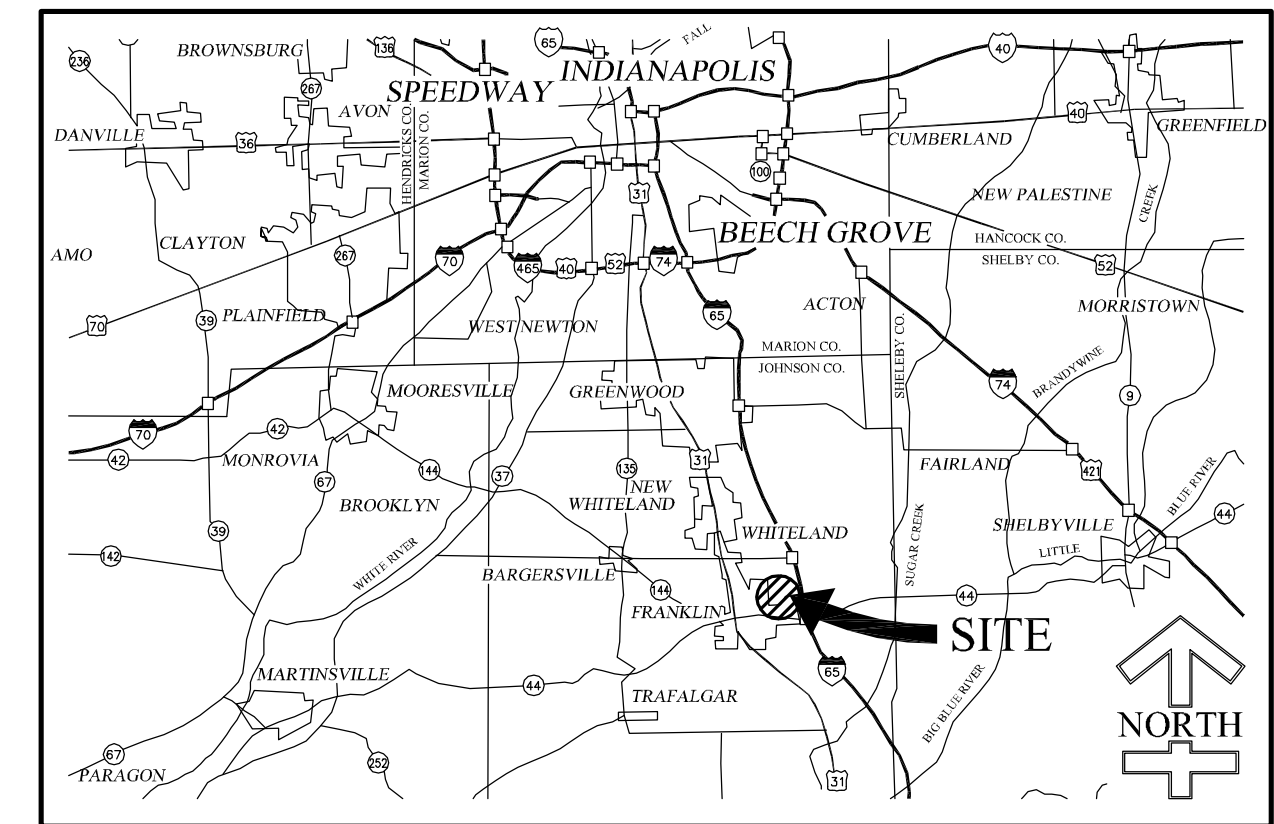 FALL
65
40
236
BROWNSBURG
136
SPEEDWAY
INDIANAPOLIS
267
AVON
HENDRICKS CO.
MARION CO.
DANVILLE
36
CUMBERLAND
40
GREENFIELD
100
31
NEW PALESTINE
CREEK
CLAYTON
BEECH GROVE
HANCOCK CO.
SHELBY CO.
AMO
267
70
465
40
52
74
52
70
39
PLAINFIELD
WEST NEWTON
65
ACTON
MORRISTOWN
MARION CO.
JOHNSON CO.
SHELEBY CO.
BRANDYWINE
MOORESVILLE
GREENWOOD
74
9
70
42
42
MONROVIA
144
37
135
31
FAIRLAND
421
67
BROOKLYN
NEW
WHITELAND
BLUE RIVER
39
WHITELAND
SHELBYVILLE
44
142
WHITE RIVER
BARGERSVILLE
SUGAR CREEK
LITTLE
144
FRANKLIN
44
SITE
MARTINSVILLE
44
TRAFALGAR
65
BIG BLUE RIVER
NORTH
67
PARAGON
252
31